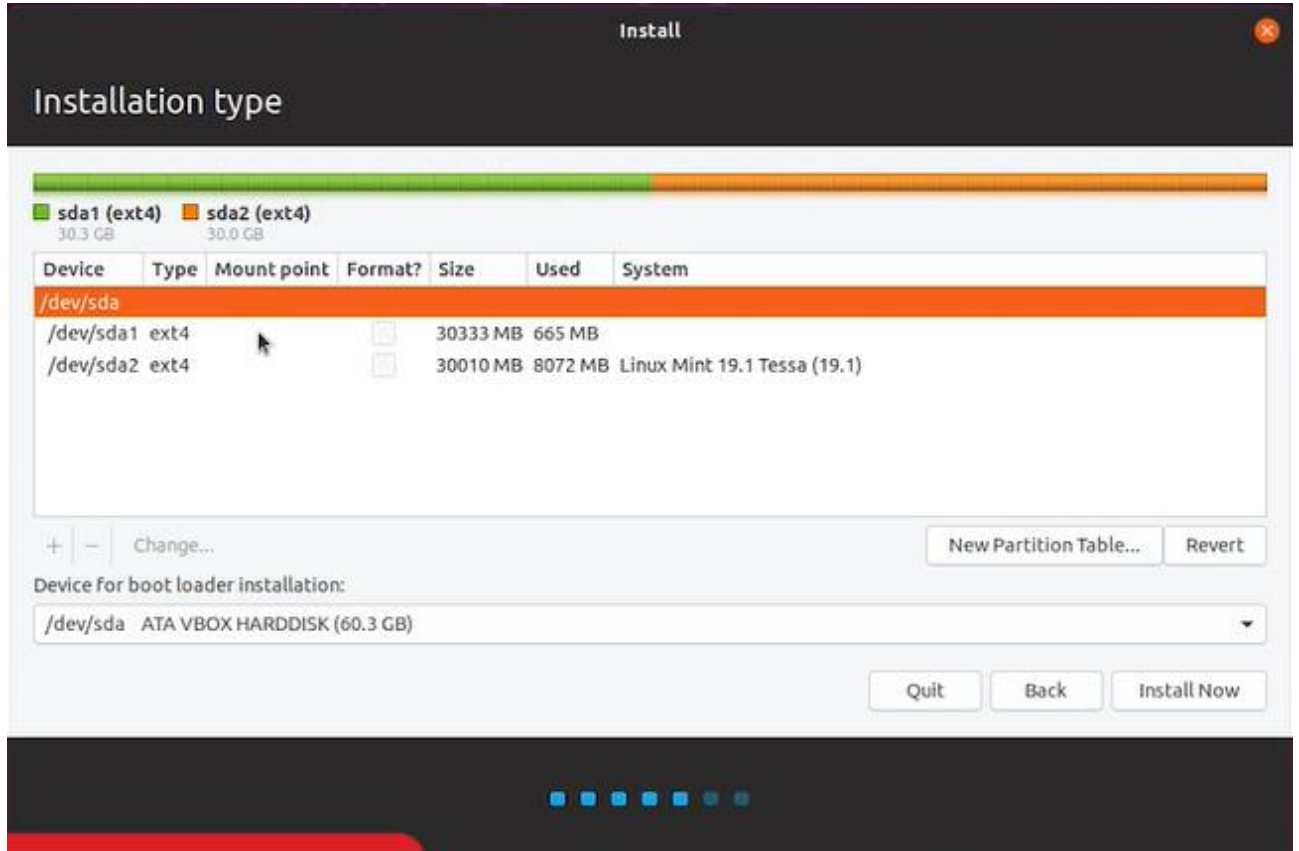 Install
Installation type
sda1 (ext4) sda2 (ext4)
30.3 GB 30.0 GB
Device Type Mount point Format? Size Used System
/dev/sda
/dev/sda1 ext4 30333 MB 665 MB
/dev/sda2 ext4 30010 MB 8072 MB Linux Mint 19.1 Tessa (19.1)
+ − Change... New Partition Table... Revert
Device for boot loader installation:
/dev/sda ATA VBOX HARDDISK (60.3 GB)
Quit Back Install Now